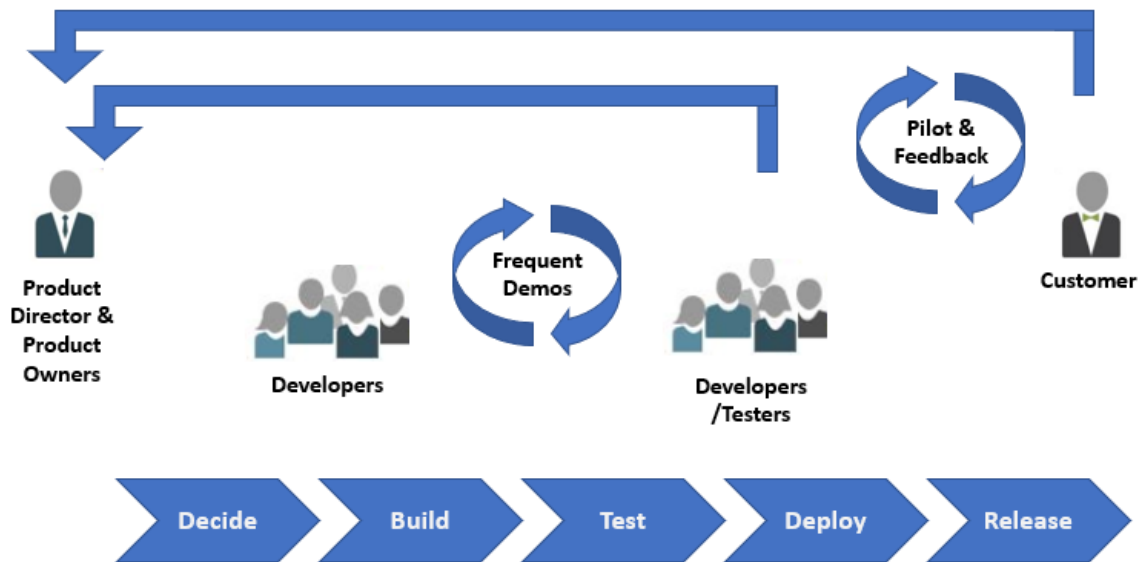 Pilot &
Feedback
Frequent
Demos
Product
Director &
Product
Owners
Developers
Developers
/Testers
Customer
Decide
Build
Test
Deploy
Release